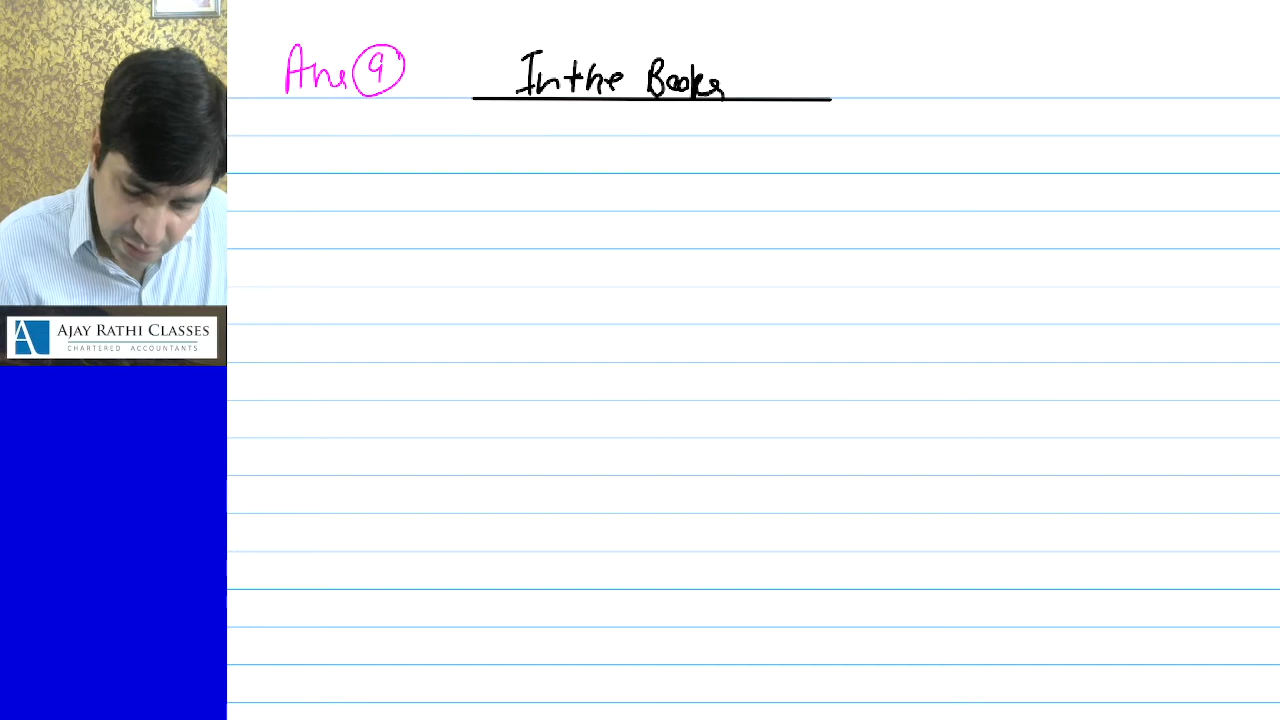 Ans 9 In the Books
AJAY RATHI CLASSES
CHARTERED ACCOUNTANTS